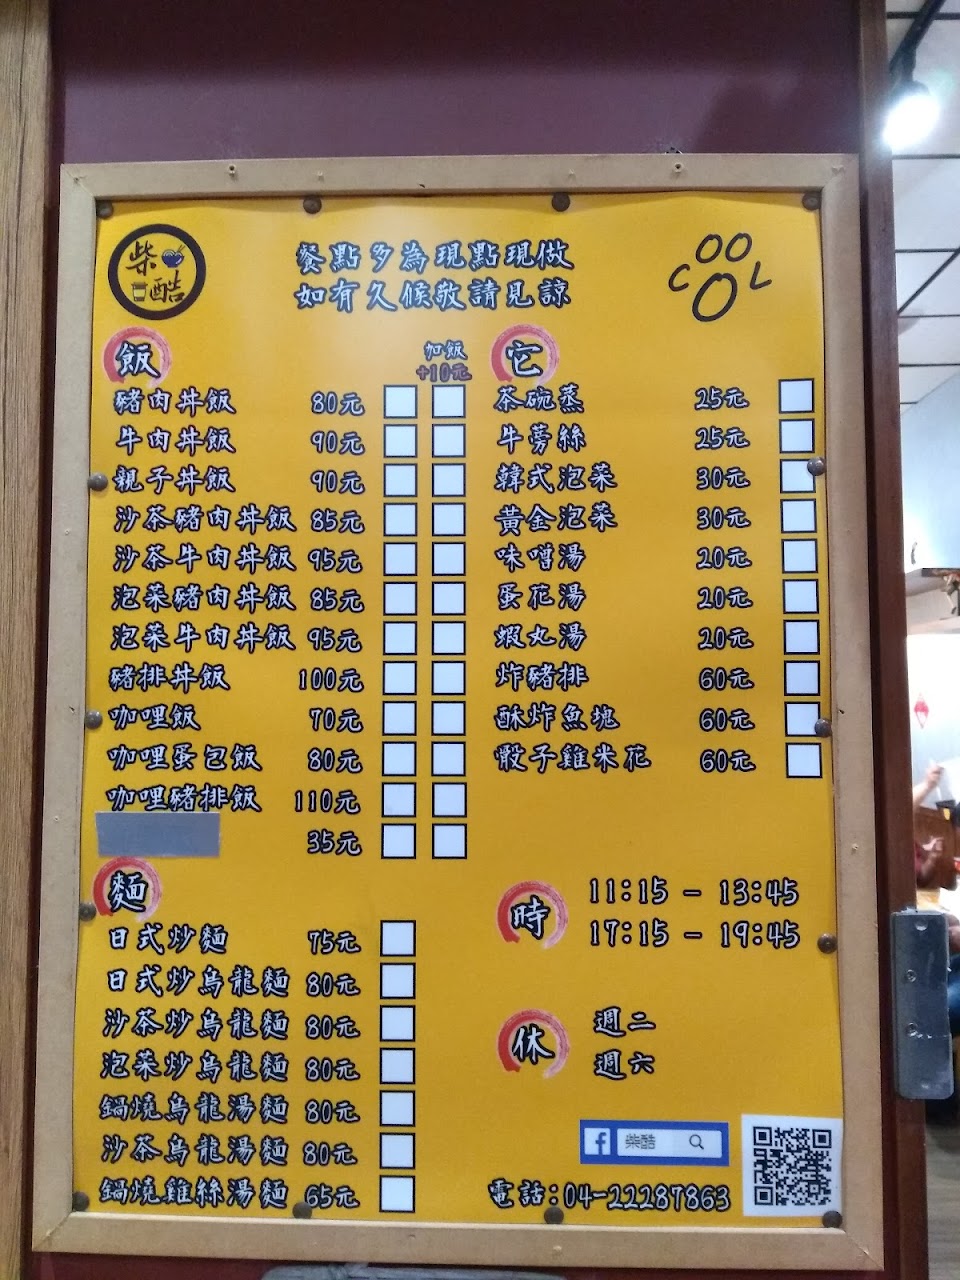 柴酷
餐點多為現點現做
如有久候敬請見諒
COOOL
飯
加飯
+10元
豬肉丼飯 80元
牛肉丼飯 90元
親子丼飯 90元
沙茶豬肉丼飯 85元
沙茶牛肉丼飯 95元
泡菜豬肉丼飯 85元
泡菜牛肉丼飯 95元
豬排丼飯 100元
咖哩飯 70元
咖哩蛋包飯 80元
咖哩豬排飯 110元
35元
麵
日式炒麵 75元
日式炒烏龍麵 80元
沙茶炒烏龍麵 80元
泡菜炒烏龍麵 80元
鍋燒烏龍湯麵 80元
沙茶烏龍湯麵 80元
鍋燒雞絲湯麵 65元
它
茶碗蒸 25元
牛蒡絲 25元
韓式泡菜 30元
黃金泡菜 30元
味噌湯 20元
蛋花湯 20元
蝦丸湯 20元
炸豬排 60元
酥炸魚塊 60元
骰子雞米花 60元
時
11:15 - 13:45
17:15 - 19:45
休
週二
週六
f 柴酷
電話:04-22287863